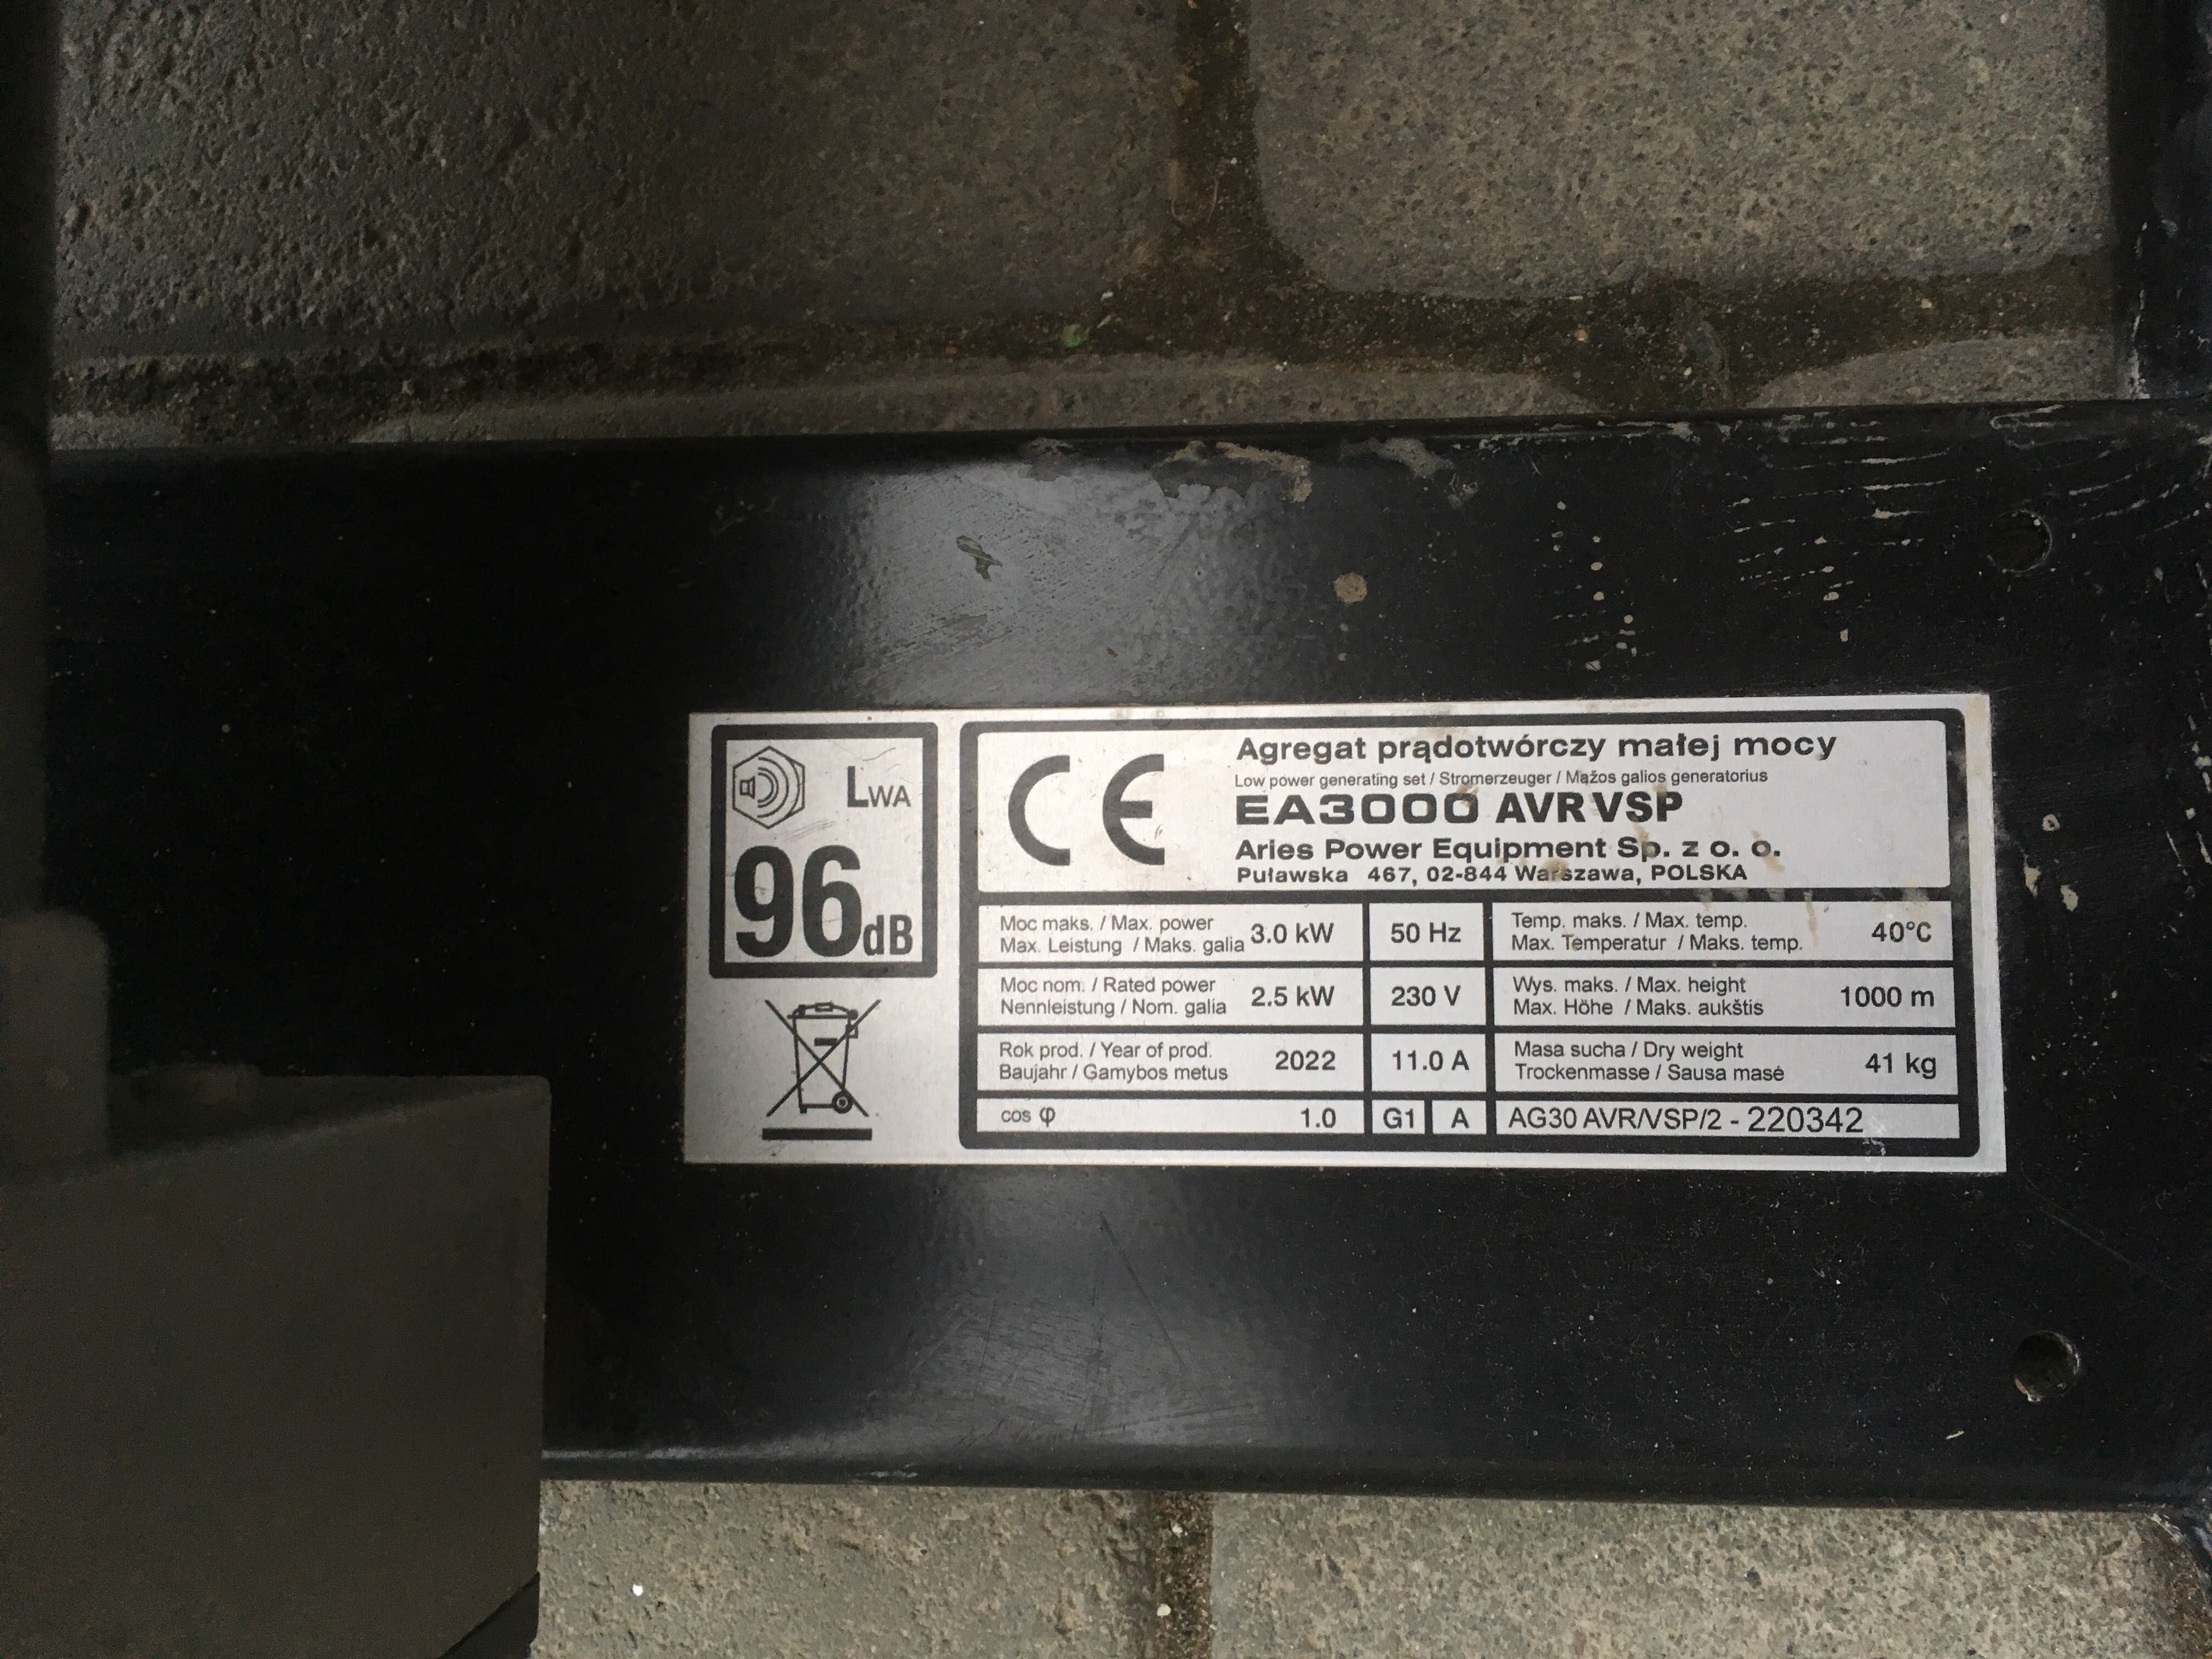 LWA
96dB
CE
Agregat prądotwórczy małej mocy
Low power generating set / Stromerzeuger / Mažos galios generatorius
EA3000 AVR VSP
Aries Power Equipment Sp. z o. o.
Puławska 467, 02-844 Warszawa, POLSKA
Moc maks. / Max. power
Max. Leistung / Maks. galia
3.0 kW
50 Hz
Temp. maks. / Max. temp.
Max. Temperatur / Maks. temp.
40°C
Moc nom. / Rated power
Nennleistung / Nom. galia
2.5 kW
230 V
Wys. maks. / Max. height
Max. Höhe / Maks. aukštis
1000 m
Rok prod. / Year of prod.
Baujahr / Gamybos metus
2022
11.0 A
Masa sucha / Dry weight
Trockenmasse / Sausa masė
41 kg
cos φ
1.0
G1
A
AG30 AVR/VSP/2 - 220342